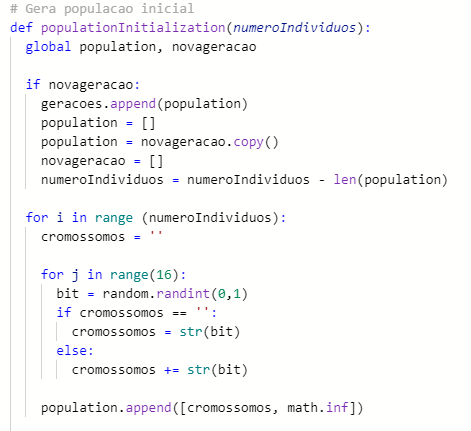 # Gera populacao inicial
def populationInitialization(numeroIndividuos):
  global population, novageracao

  if novageracao:
    geracoes.append(population)
    population = []
    population = novageracao.copy()
    novageracao = []
    numeroIndividuos = numeroIndividuos - len(population)

  for i in range (numeroIndividuos):
    cromossomos = ''

    for j in range(16):
      bit = random.randint(0,1)
      if cromossomos == '':
        cromossomos = str(bit)
      else:
        cromossomos += str(bit)

    population.append([cromossomos, math.inf])